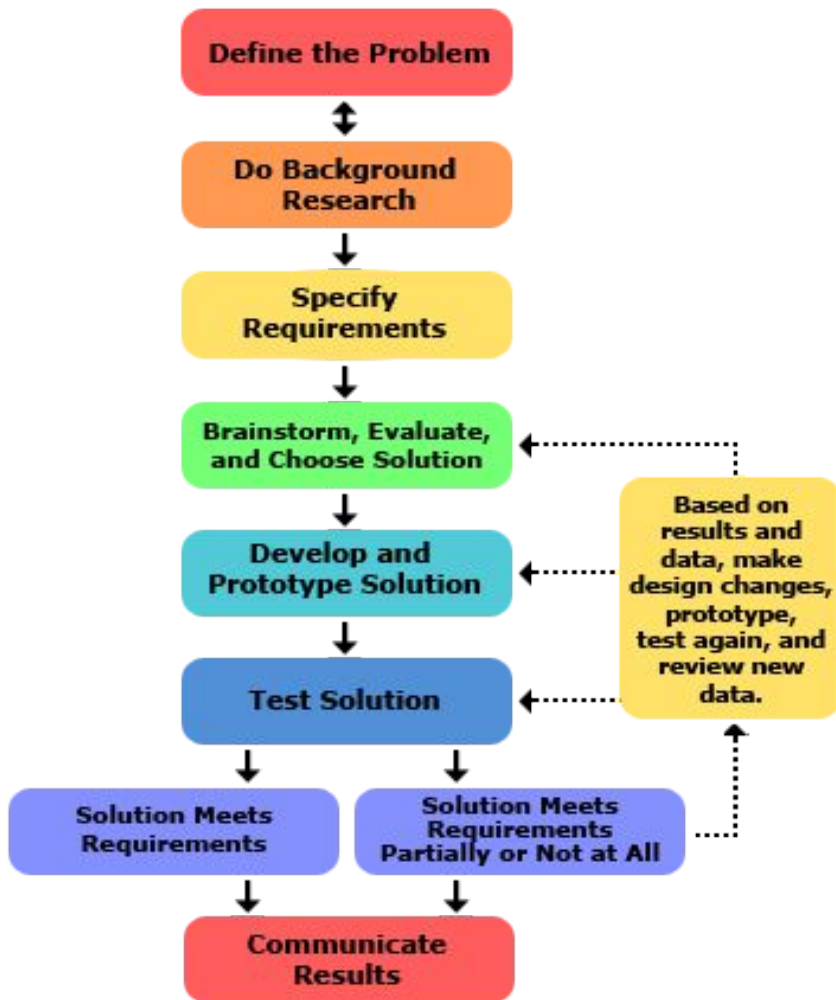 Define the Problem
Do Background
Research
Specify
Requirements
Brainstorm, Evaluate,
and Choose Solution
Based on
results and
data, make
design changes,
prototype,
test again, and
review new
data.
Develop and
Prototype Solution
Test Solution
Solution Meets
Requirements
Solution Meets
Requirements
Partially or Not at All
Communicate
Results